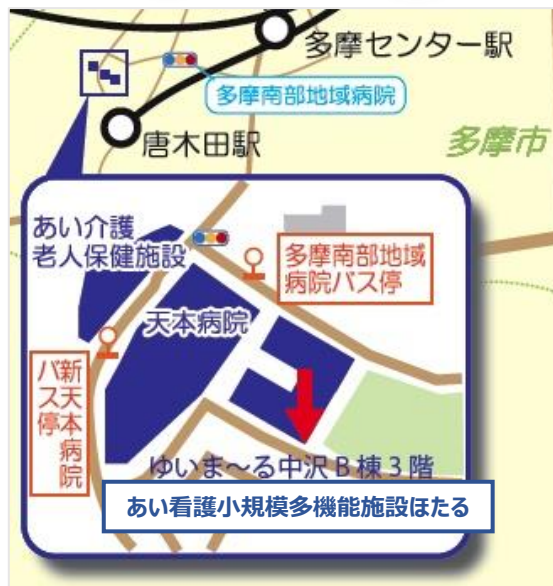 多摩センター駅
多摩南部地域病院
唐木田駅
多摩市
あい介護
老人保健施設
多摩南部地域
病院バス停
天本病院
新天本病院
バス停
ゆいま～る中沢B棟3階
あい看護小規模多機能施設ほたる